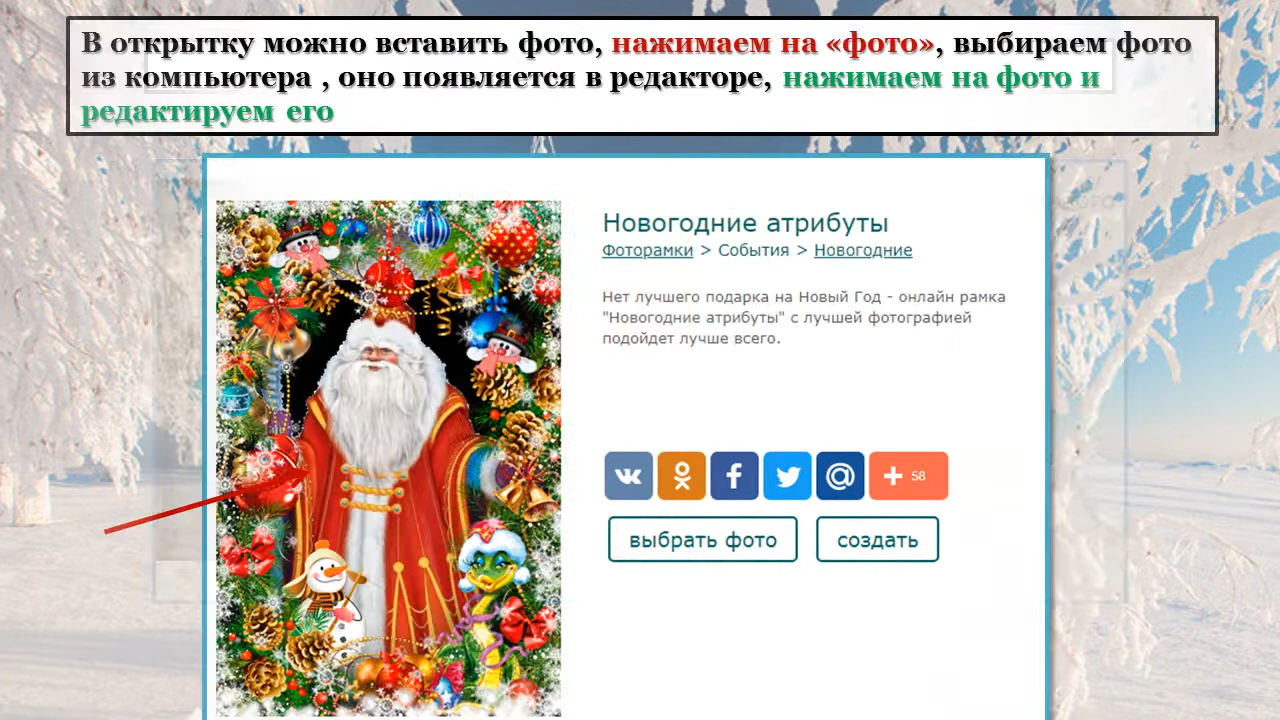 В открытку можно вставить фото, нажимаем на «фото», выбираем фото
из компьютера , оно появляется в редакторе, нажимаем на фото и
редактируем его
Новогодние атрибуты
Фоторамки > События > Новогодние
Нет лучшего подарка на Новый Год - онлайн рамка
"Новогодние атрибуты" с лучшей фотографией
подойдет лучше всего.
+ 58
выбрать фото создать